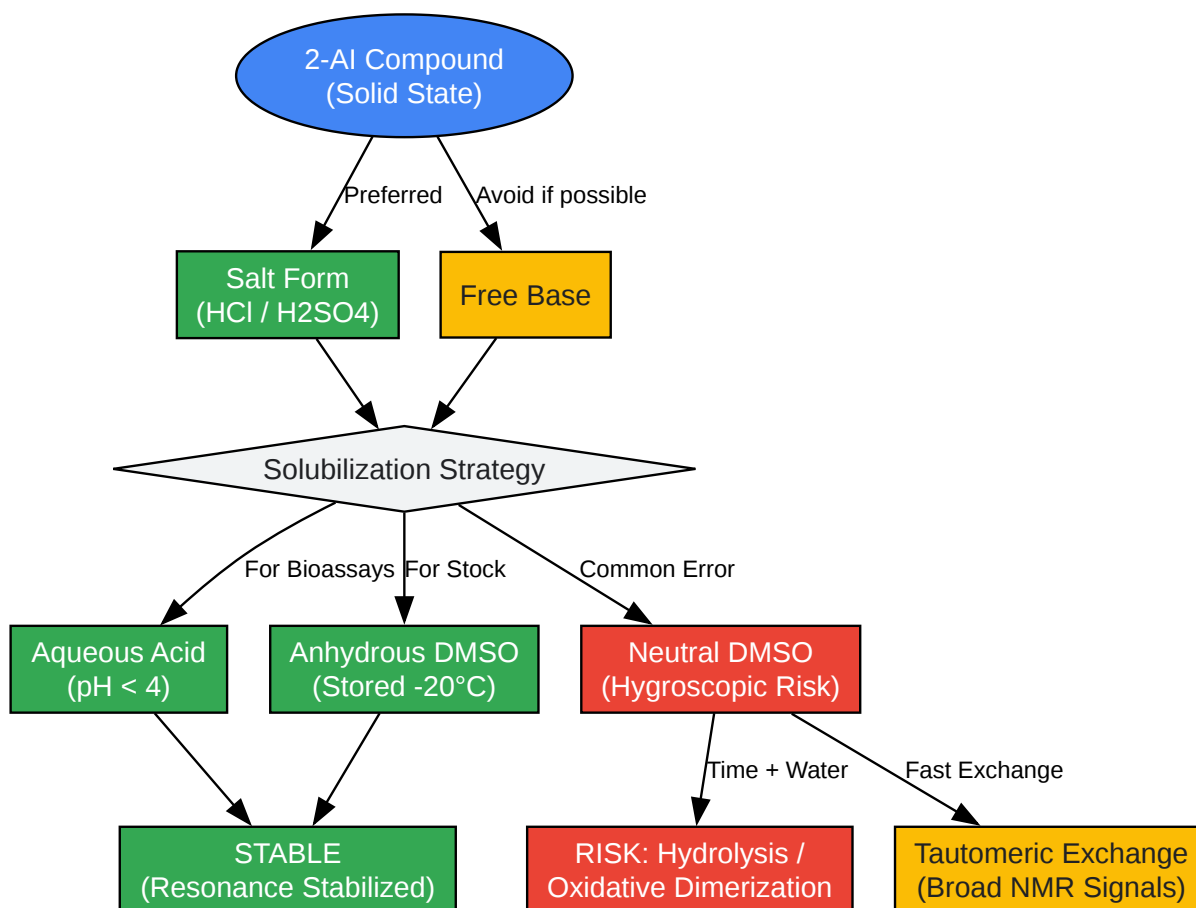 2-AI Compound
(Solid State)
Preferred
Avoid if possible
Salt Form
(HCl / H2SO4)
Free Base
Solubilization Strategy
For Bioassays
For Stock
Common Error
Aqueous Acid
(pH < 4)
Anhydrous DMSO
(Stored -20°C)
Neutral DMSO
(Hygroscopic Risk)
Time + Water
Fast Exchange
STABLE
(Resonance Stabilized)
RISK: Hydrolysis /
Oxidative Dimerization
Tautomeric Exchange
(Broad NMR Signals)